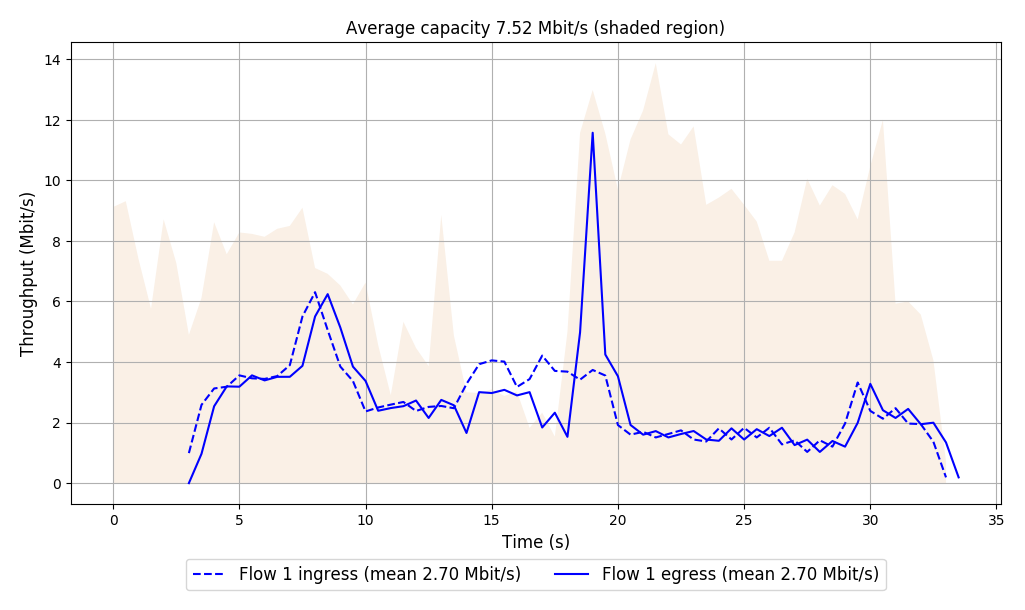 Average capacity 7.52 Mbit/s (shaded region)
14
12
10
8
6
4
2
0
Throughput (Mbit/s)
0 5 10 15 20 25 30 35
Time (s)
Flow 1 ingress (mean 2.70 Mbit/s) Flow 1 egress (mean 2.70 Mbit/s)